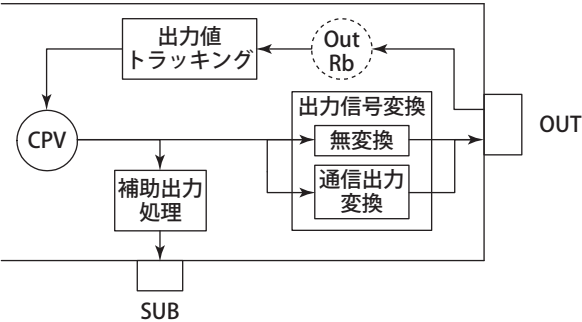 出力値
トラッキング
Out
Rb
出力信号変換
OUT
CPV
無変換
補助出力
処理
通信出力
変換
SUB